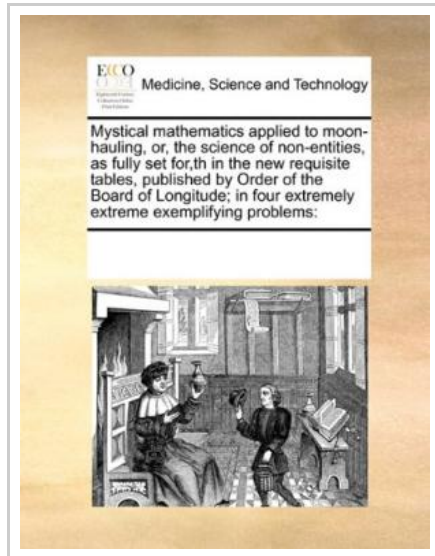 ECCO
Medicine, Science and Technology
Mystical mathematics applied to moon-
hauling, or, the science of non-entities,
as fully set for,th in the new requisite
tables, published by Order of the
Board of Longitude; in four extremely
extreme exemplifying problems: